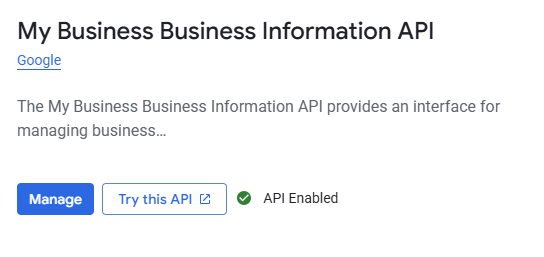 My Business Business Information API
Google
The My Business Business Information API provides an interface for
managing business…
Manage
Try this API
API Enabled